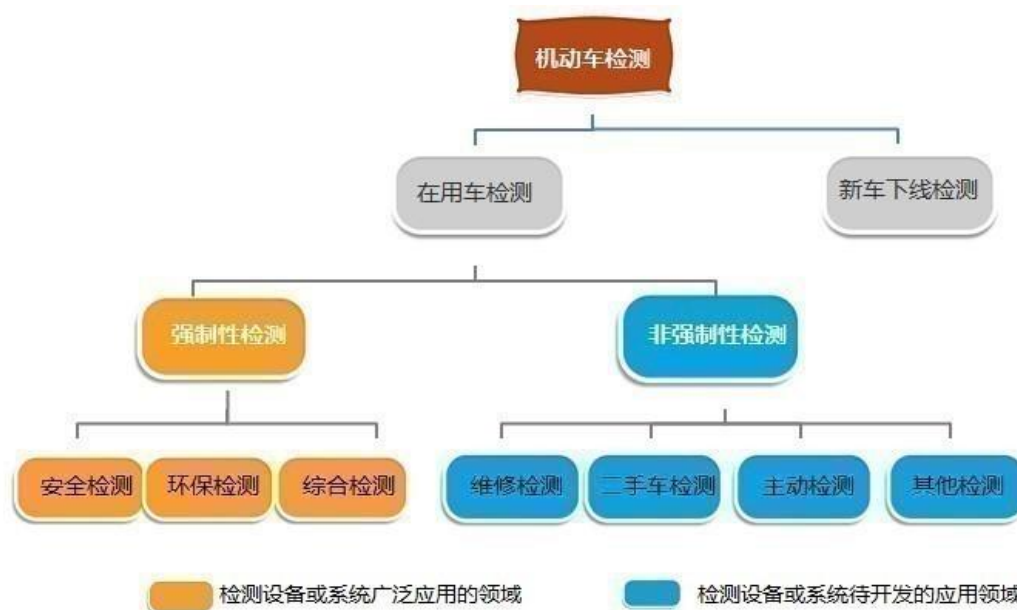 机动车检测
在用车检测
新车下线检测
强制性检测
非强制性检测
安全检测
环保检测
综合检测
维修检测
二手车检测
主动检测
其他检测
检测设备或系统广泛应用的领域
检测设备或系统待开发的应用领域